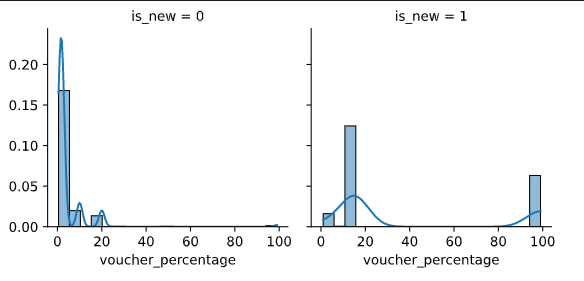 is_new = 0
is_new = 1
0.20
0.15
0.10
0.05
0.00
0 20 40 60 80 100
0 20 40 60 80 100
voucher_percentage
voucher_percentage